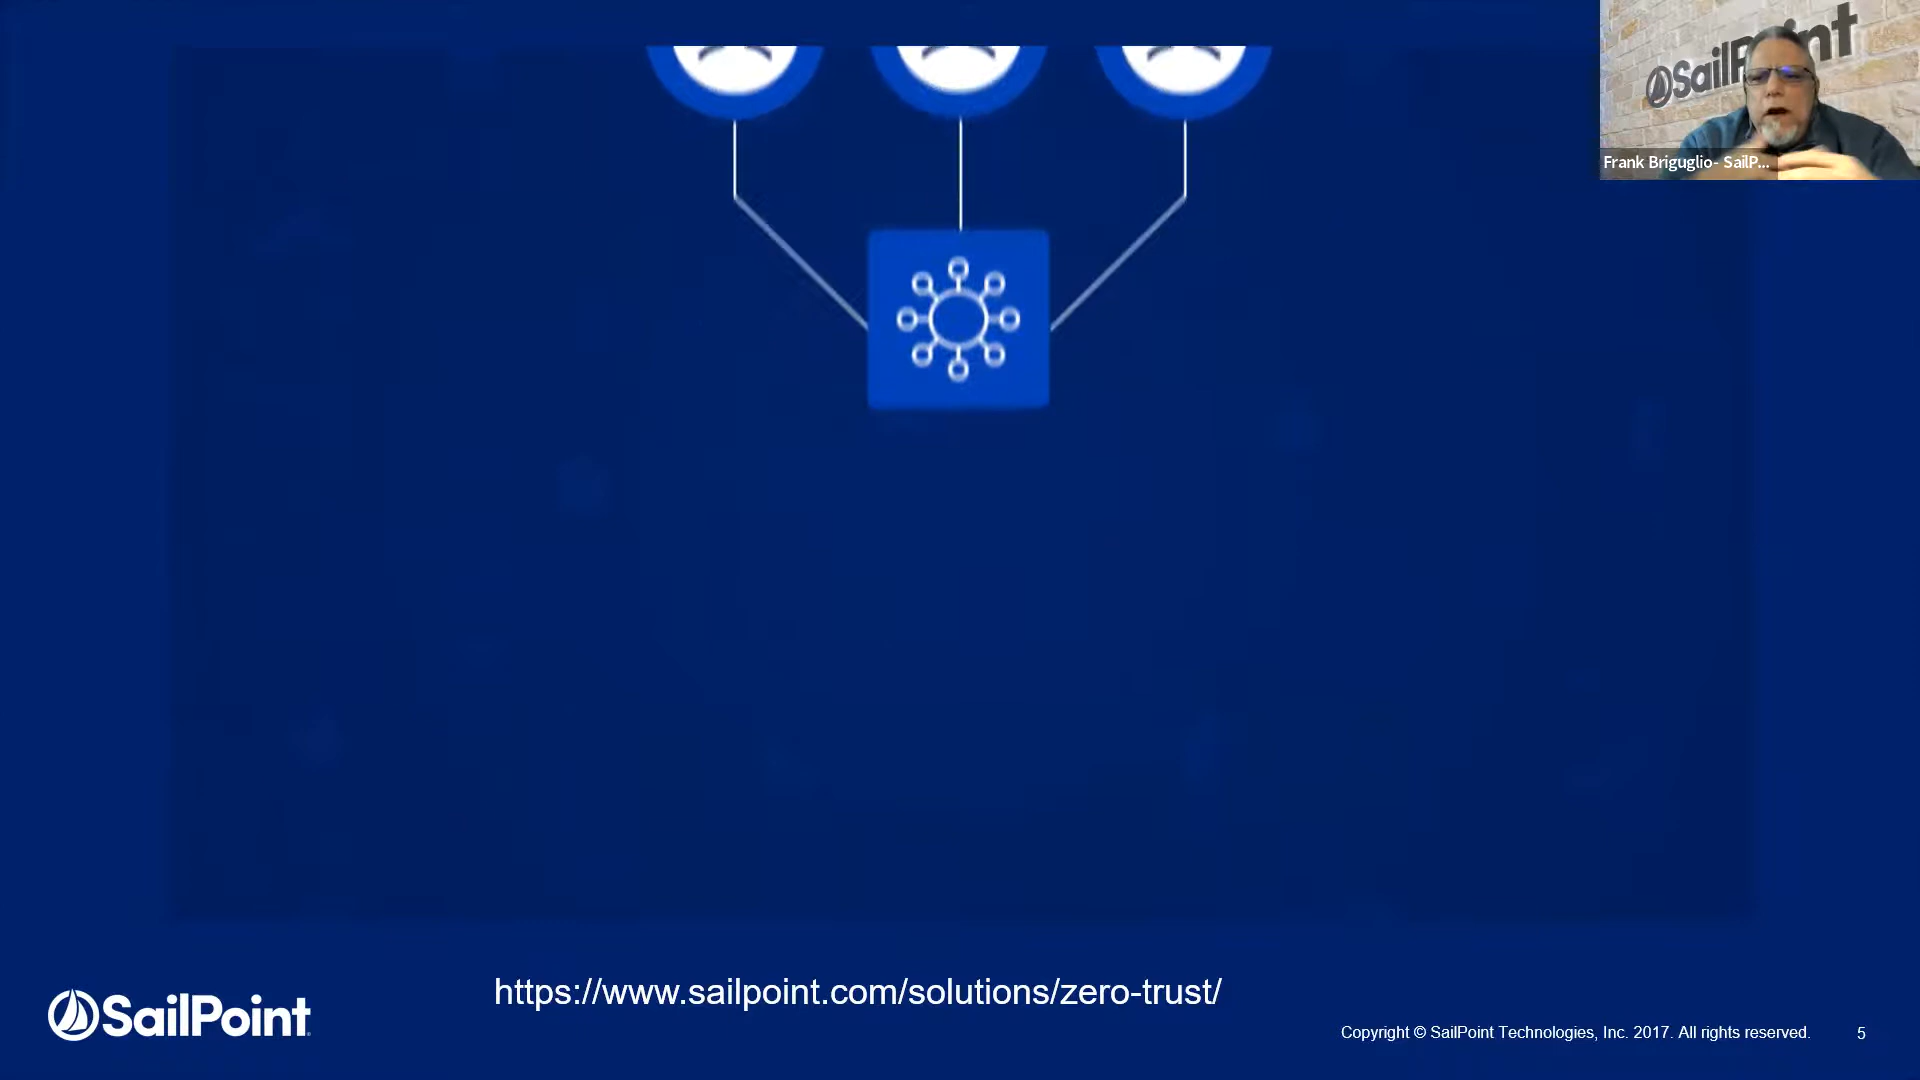 SailPoint
Frank Briguglio- SailP...
https://www.sailpoint.com/solutions/zero-trust/
SailPoint
Copyright © SailPoint Technologies, Inc. 2017. All rights reserved.
5